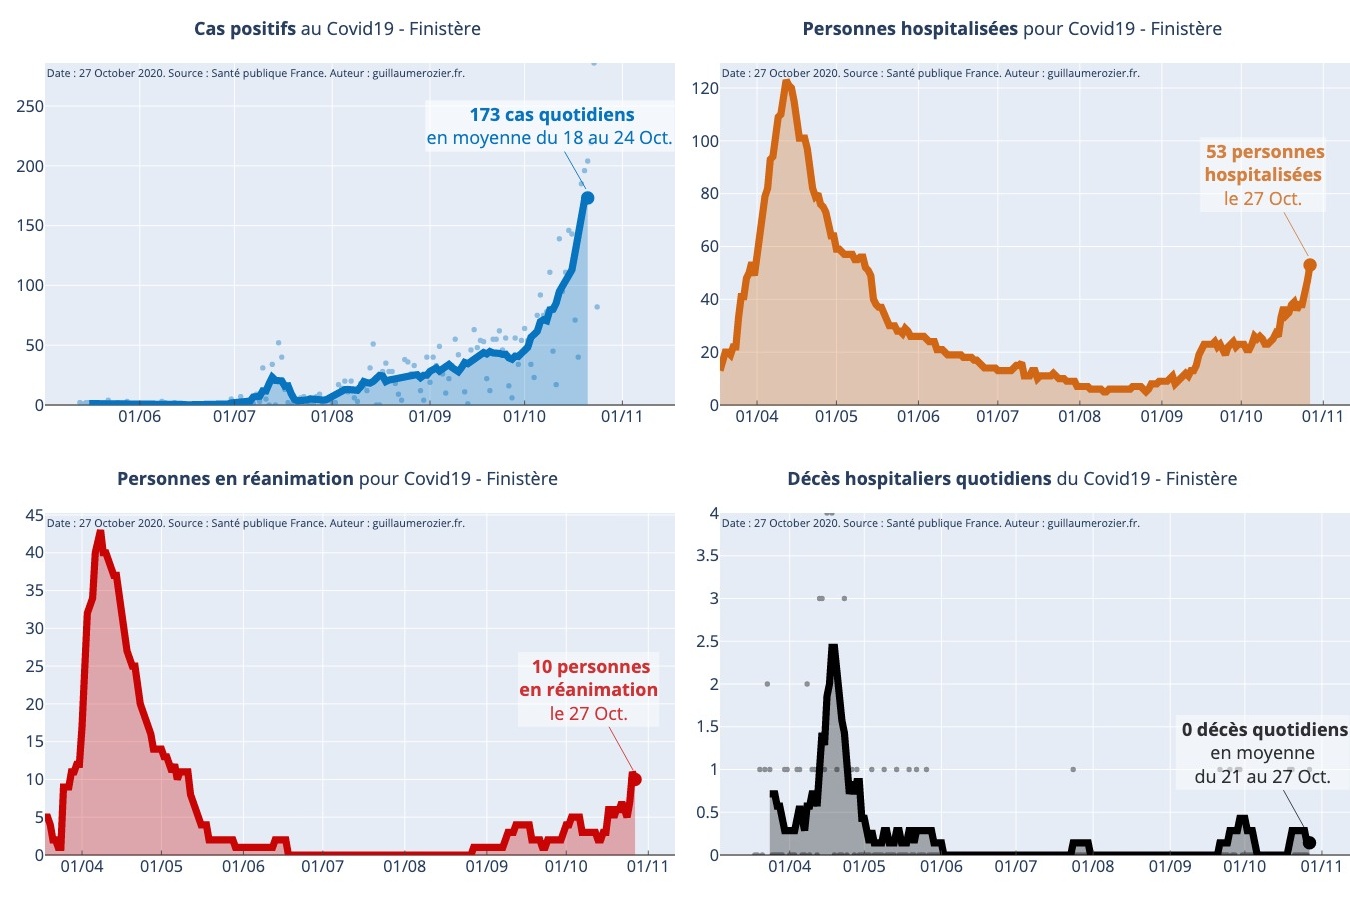 Cas positifs au Covid19 - Finistère
Date : 27 October 2020. Source : Santé publique France. Auteur : guillaumerozier.fr.
250
200
150
100
50
0
173 cas quotidiens
en moyenne du 18 au 24 Oct.
01/06 01/07 01/08 01/09 01/10 01/11
Personnes hospitalisées pour Covid19 - Finistère
Date : 27 October 2020. Source : Santé publique France. Auteur : guillaumerozier.fr.
120
100
80
60
40
20
0
53 personnes
hospitalisées
le 27 Oct.
01/04 01/05 01/06 01/07 01/08 01/09 01/10 01/11
Personnes en réanimation pour Covid19 - Finistère
45
Date : 27 October 2020. Source : Santé publique France. Auteur : guillaumerozier.fr.
40
35
30
25
20
15
10
5
0
10 personnes
en réanimation
le 27 Oct.
01/04 01/05 01/06 01/07 01/08 01/09 01/10 01/11
Décès hospitaliers quotidiens du Covid19 - Finistère
4
Date : 27 October 2020. Source : Santé publique France. Auteur : guillaumerozier.fr.
3.5
3
2.5
2
1.5
1
0.5
0
0 décès quotidiens
en moyenne
du 21 au 27 Oct.
01/04 01/05 01/06 01/07 01/08 01/09 01/10 01/11